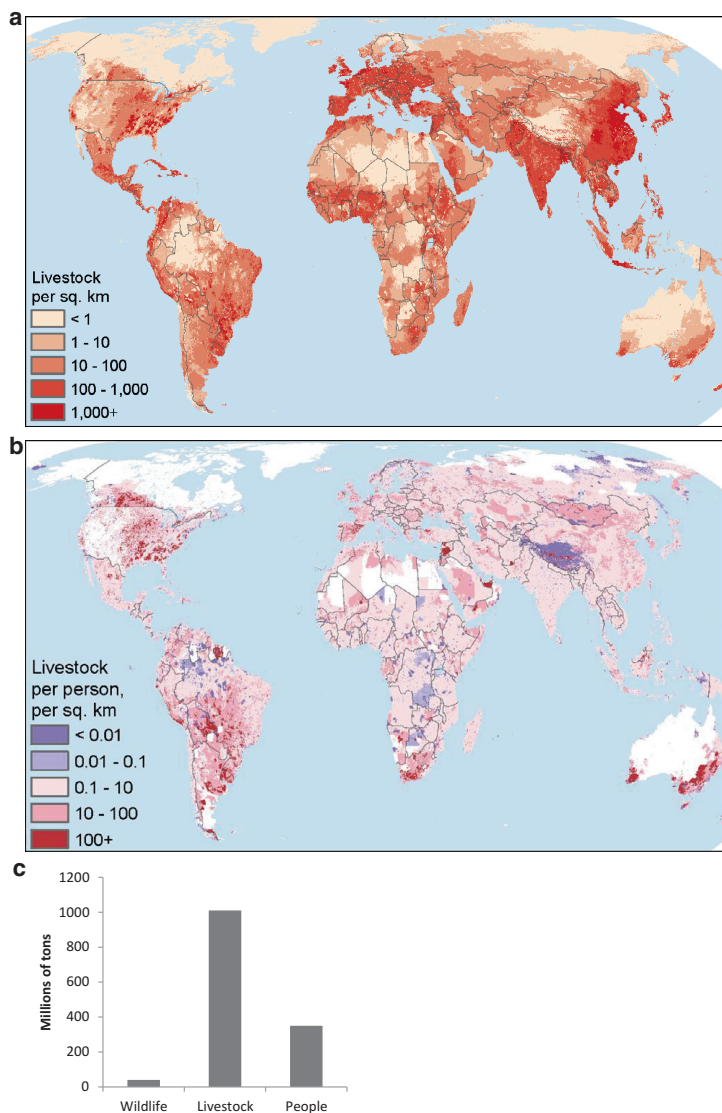 a
Livestock
per sq. km
< 1
1 - 10
10 - 100
100 - 1,000
1,000+
b
Livestock
per person,
per sq. km
< 0.01
0.01 - 0.1
0.1 - 10
10 - 100
100+
c
Millions of tons
1200
1000
800
600
400
200
0
Wildlife Livestock People